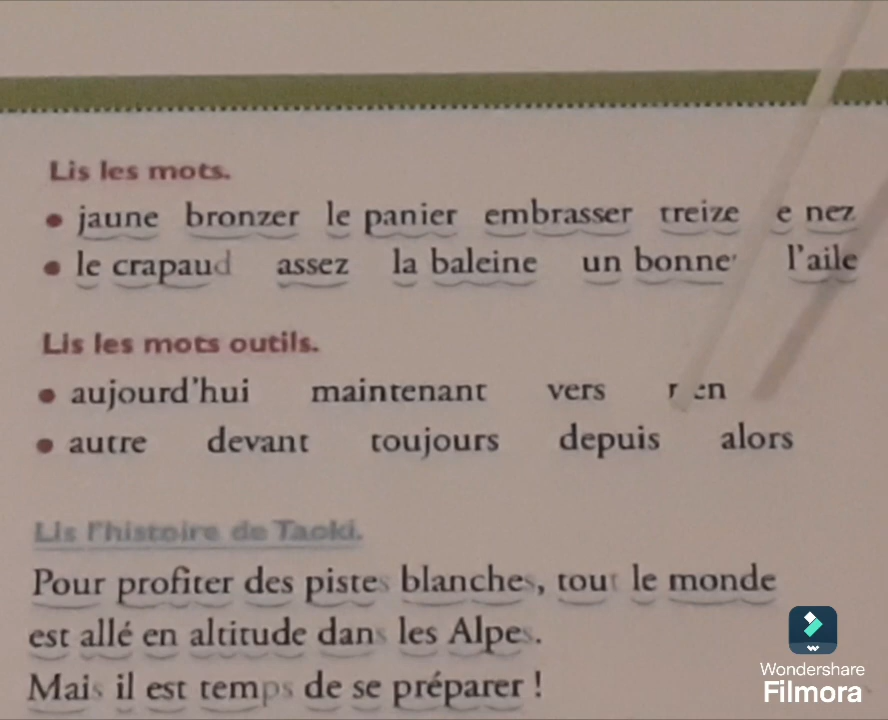 Lis les mots.
• jaune bronzer le panier embrasser treize e nez
• le crapaud assez la baleine un bonne l'aile
Lis les mots outils.
• aujourd'hui maintenant vers
• autre devant toujours depuis alors
Lis l'histoire de Taoki.
Pour profiter des pistes blanches, tout le monde
est allé en altitude dans les Alpes.
Mais il est temps de se préparer !
Wondershare
Filmora